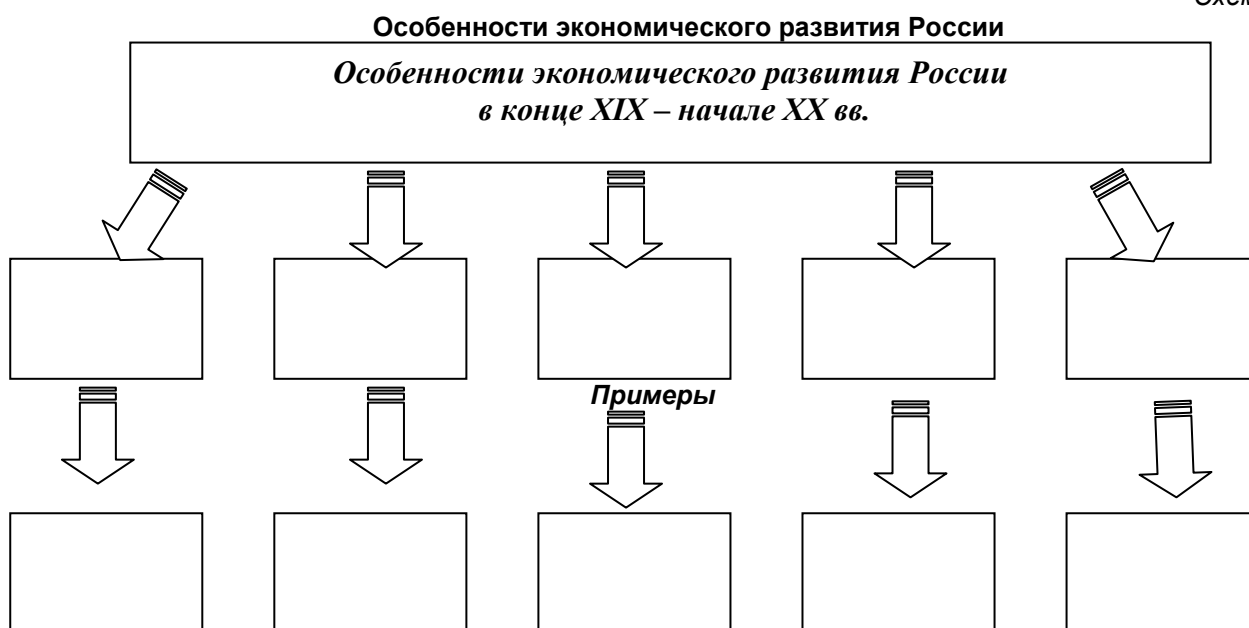 Особенности экономического развития России
Особенности экономического развития России
в конце XIX – начале XX вв.
Примеры